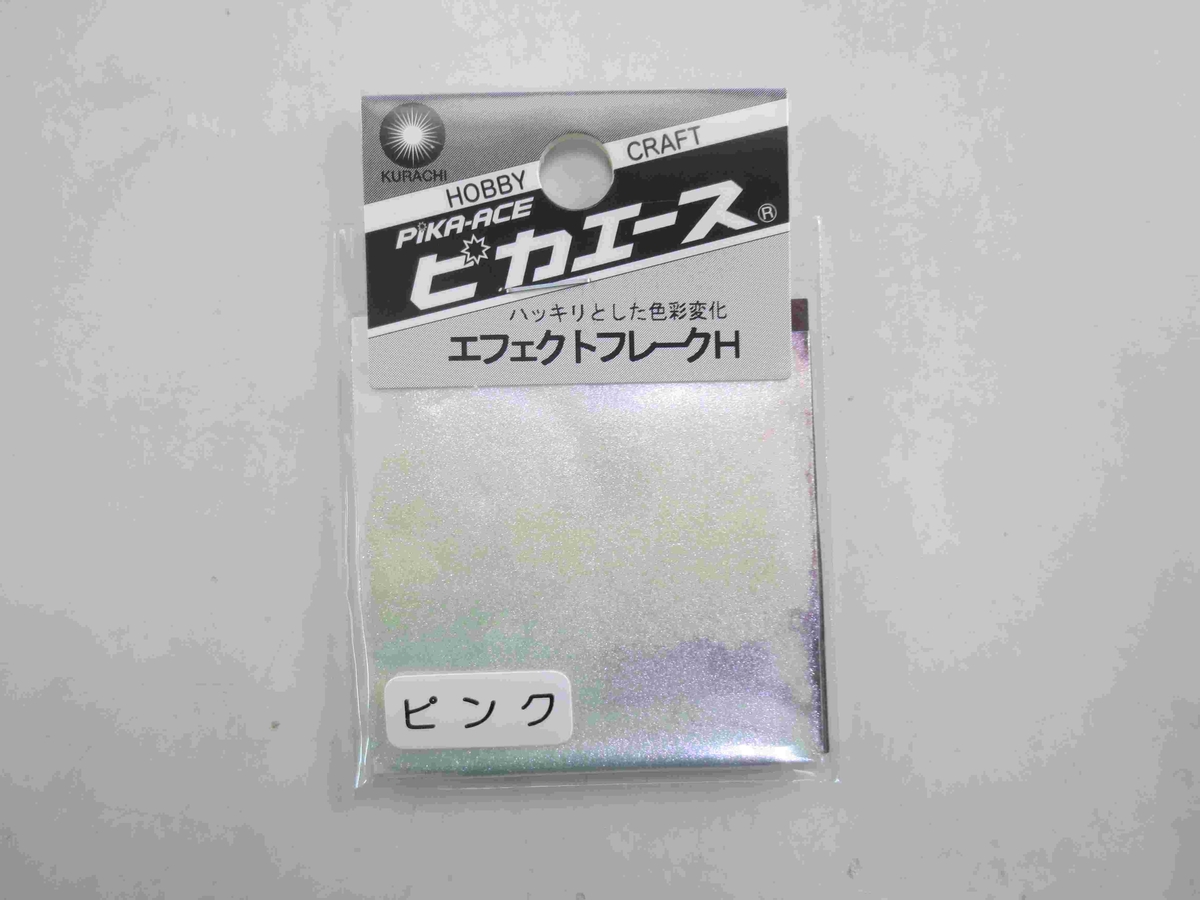 KURACHI
HOBBY CRAFT
PiKA-ACE
ピカエース®
ハッキリとした色彩変化
エフェクトフレークH
ピンク